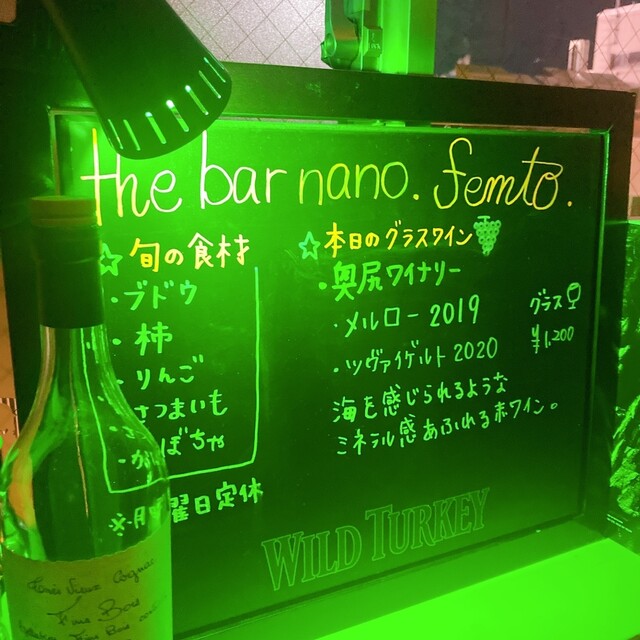 the bar nano. femto.
☆旬の食材
・ブドウ
・柿
・りんご
さつまいも
・かぼちゃ
※月曜日定休
☆本日のグラスワイン
・奥尻ワイナリー
・メルロー 2019
・ツヴァイゲルト 2020
グラス
¥1,200
海を感じられるような
ミネラル感あふれる赤ワイン。
WILD TURKEY
Cognac
Fins Bois